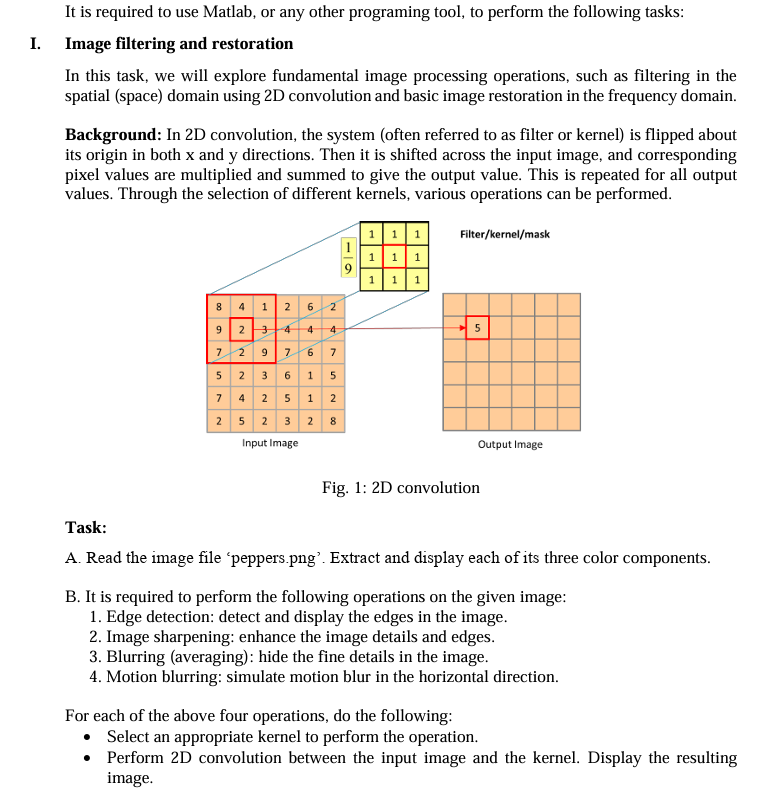 It is required to use Matlab, or any other programing tool, to perform the following tasks:
I. Image filtering and restoration
In this task, we will explore fundamental image processing operations, such as filtering in the
spatial (space) domain using 2D convolution and basic image restoration in the frequency domain.
Background: In 2D convolution, the system (often referred to as filter or kernel) is flipped about
its origin in both x and y directions. Then it is shifted across the input image, and corresponding
pixel values are multiplied and summed to give the output value. This is repeated for all output
values. Through the selection of different kernels, various operations can be performed.
1 1 1
1 1 1
1 1 1
1
9
Filter/kernel/mask
8 4 1 2 6 2
9 2 3 4 4 4
7 2 9 7 6 7
5 2 3 6 1 5
7 4 2 5 1 2
2 5 2 3 2 8
5
Input Image
Output Image
Fig. 1: 2D convolution
Task:
A. Read the image file ‘peppers.png’. Extract and display each of its three color components.
B. It is required to perform the following operations on the given image:
1. Edge detection: detect and display the edges in the image.
2. Image sharpening: enhance the image details and edges.
3. Blurring (averaging): hide the fine details in the image.
4. Motion blurring: simulate motion blur in the horizontal direction.
For each of the above four operations, do the following:
• Select an appropriate kernel to perform the operation.
• Perform 2D convolution between the input image and the kernel. Display the resulting
image.